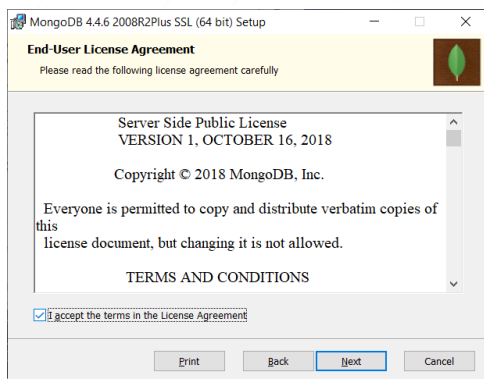 MongoDB 4.4.6 2008R2Plus SSL (64 bit) Setup
End-User License Agreement
Please read the following license agreement carefully
Server Side Public License
VERSION 1, OCTOBER 16, 2018
Copyright © 2018 MongoDB, Inc.
Everyone is permitted to copy and distribute verbatim copies of
this
license document, but changing it is not allowed.
TERMS AND CONDITIONS
I accept the terms in the License Agreement
Print Back Next Cancel